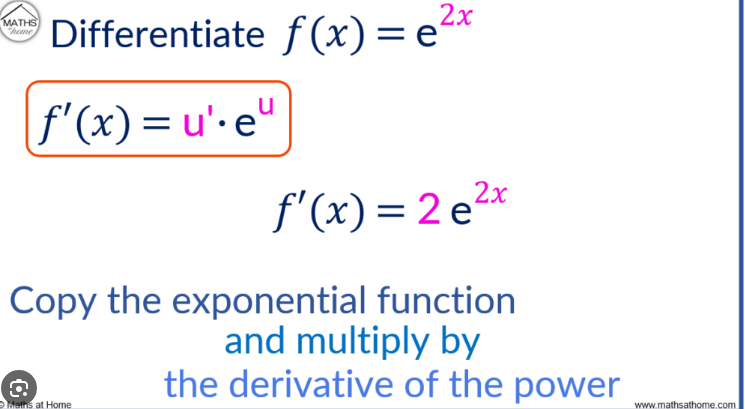 MATHS
at home
Differentiate f(x) = e^{2x}
f'(x) = u'·e^u
f'(x) = 2 e^{2x}
Copy the exponential function
and multiply by
the derivative of the power
© Maths at Home
www.mathsathome.com